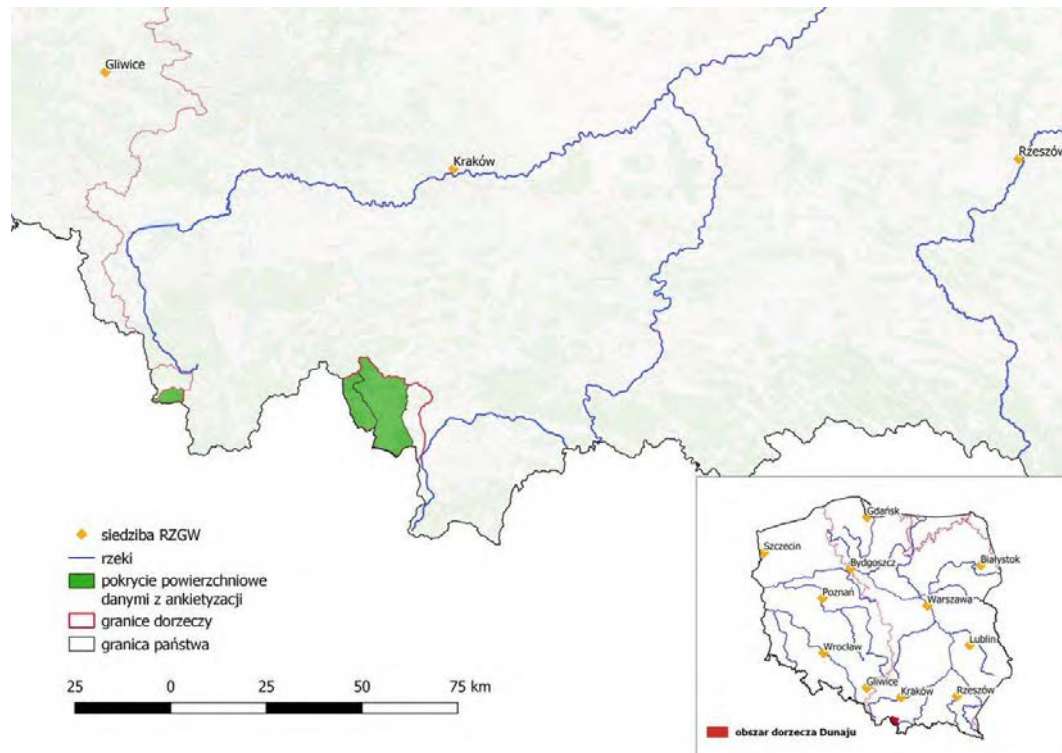 Gliwice
Kraków
Rzeszów
siedziba RZGW
rzeki
pokrycie powierzchniowe
danymi z ankietyzacji
granice dorzeczy
granica państwa
25 0 25 50 75 km
Gdańsk
Szczecin
Bydgoszcz
Białystok
Poznań
Warszawa
Lublin
Wrocław
Gliwice
Kraków
Rzeszów
obszar dorzecza Dunaju